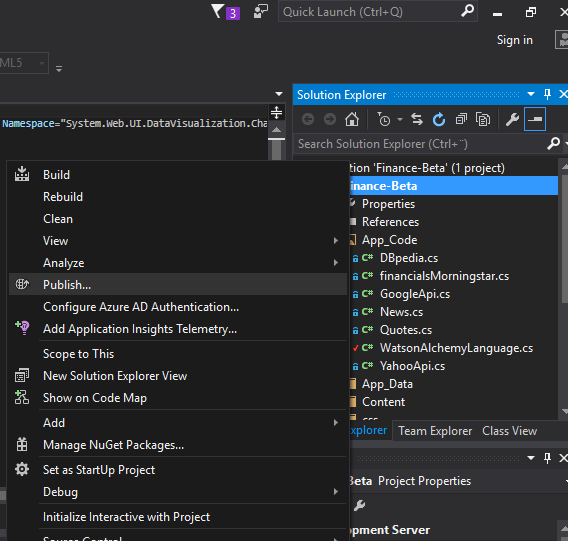 3
Quick Launch (Ctrl+Q)
Sign in
ML5
Solution Explorer
Namespace="System.Web.UI.DataVisualization.Cha
Search Solution Explorer (Ctrl+¨)
tion 'Finance-Beta' (1 project)
inance-Beta
Properties
References
App_Code
C# DBpedia.cs
C# financialsMorningstar.cs
C# GoogleApi.cs
C# News.cs
C# Quotes.cs
C# WatsonAlchemyLanguage.cs
C# YahooApi.cs
App_Data
Content
Build
Rebuild
Clean
View
Analyze
Publish...
Configure Azure AD Authentication...
Add Application Insights Telemetry...
Scope to This
New Solution Explorer View
Show on Code Map
Add
Manage NuGet Packages...
Set as StartUp Project
Debug
Initialize Interactive with Project
Source Control
Explorer Team Explorer Class View
Beta Project Properties
opment Server